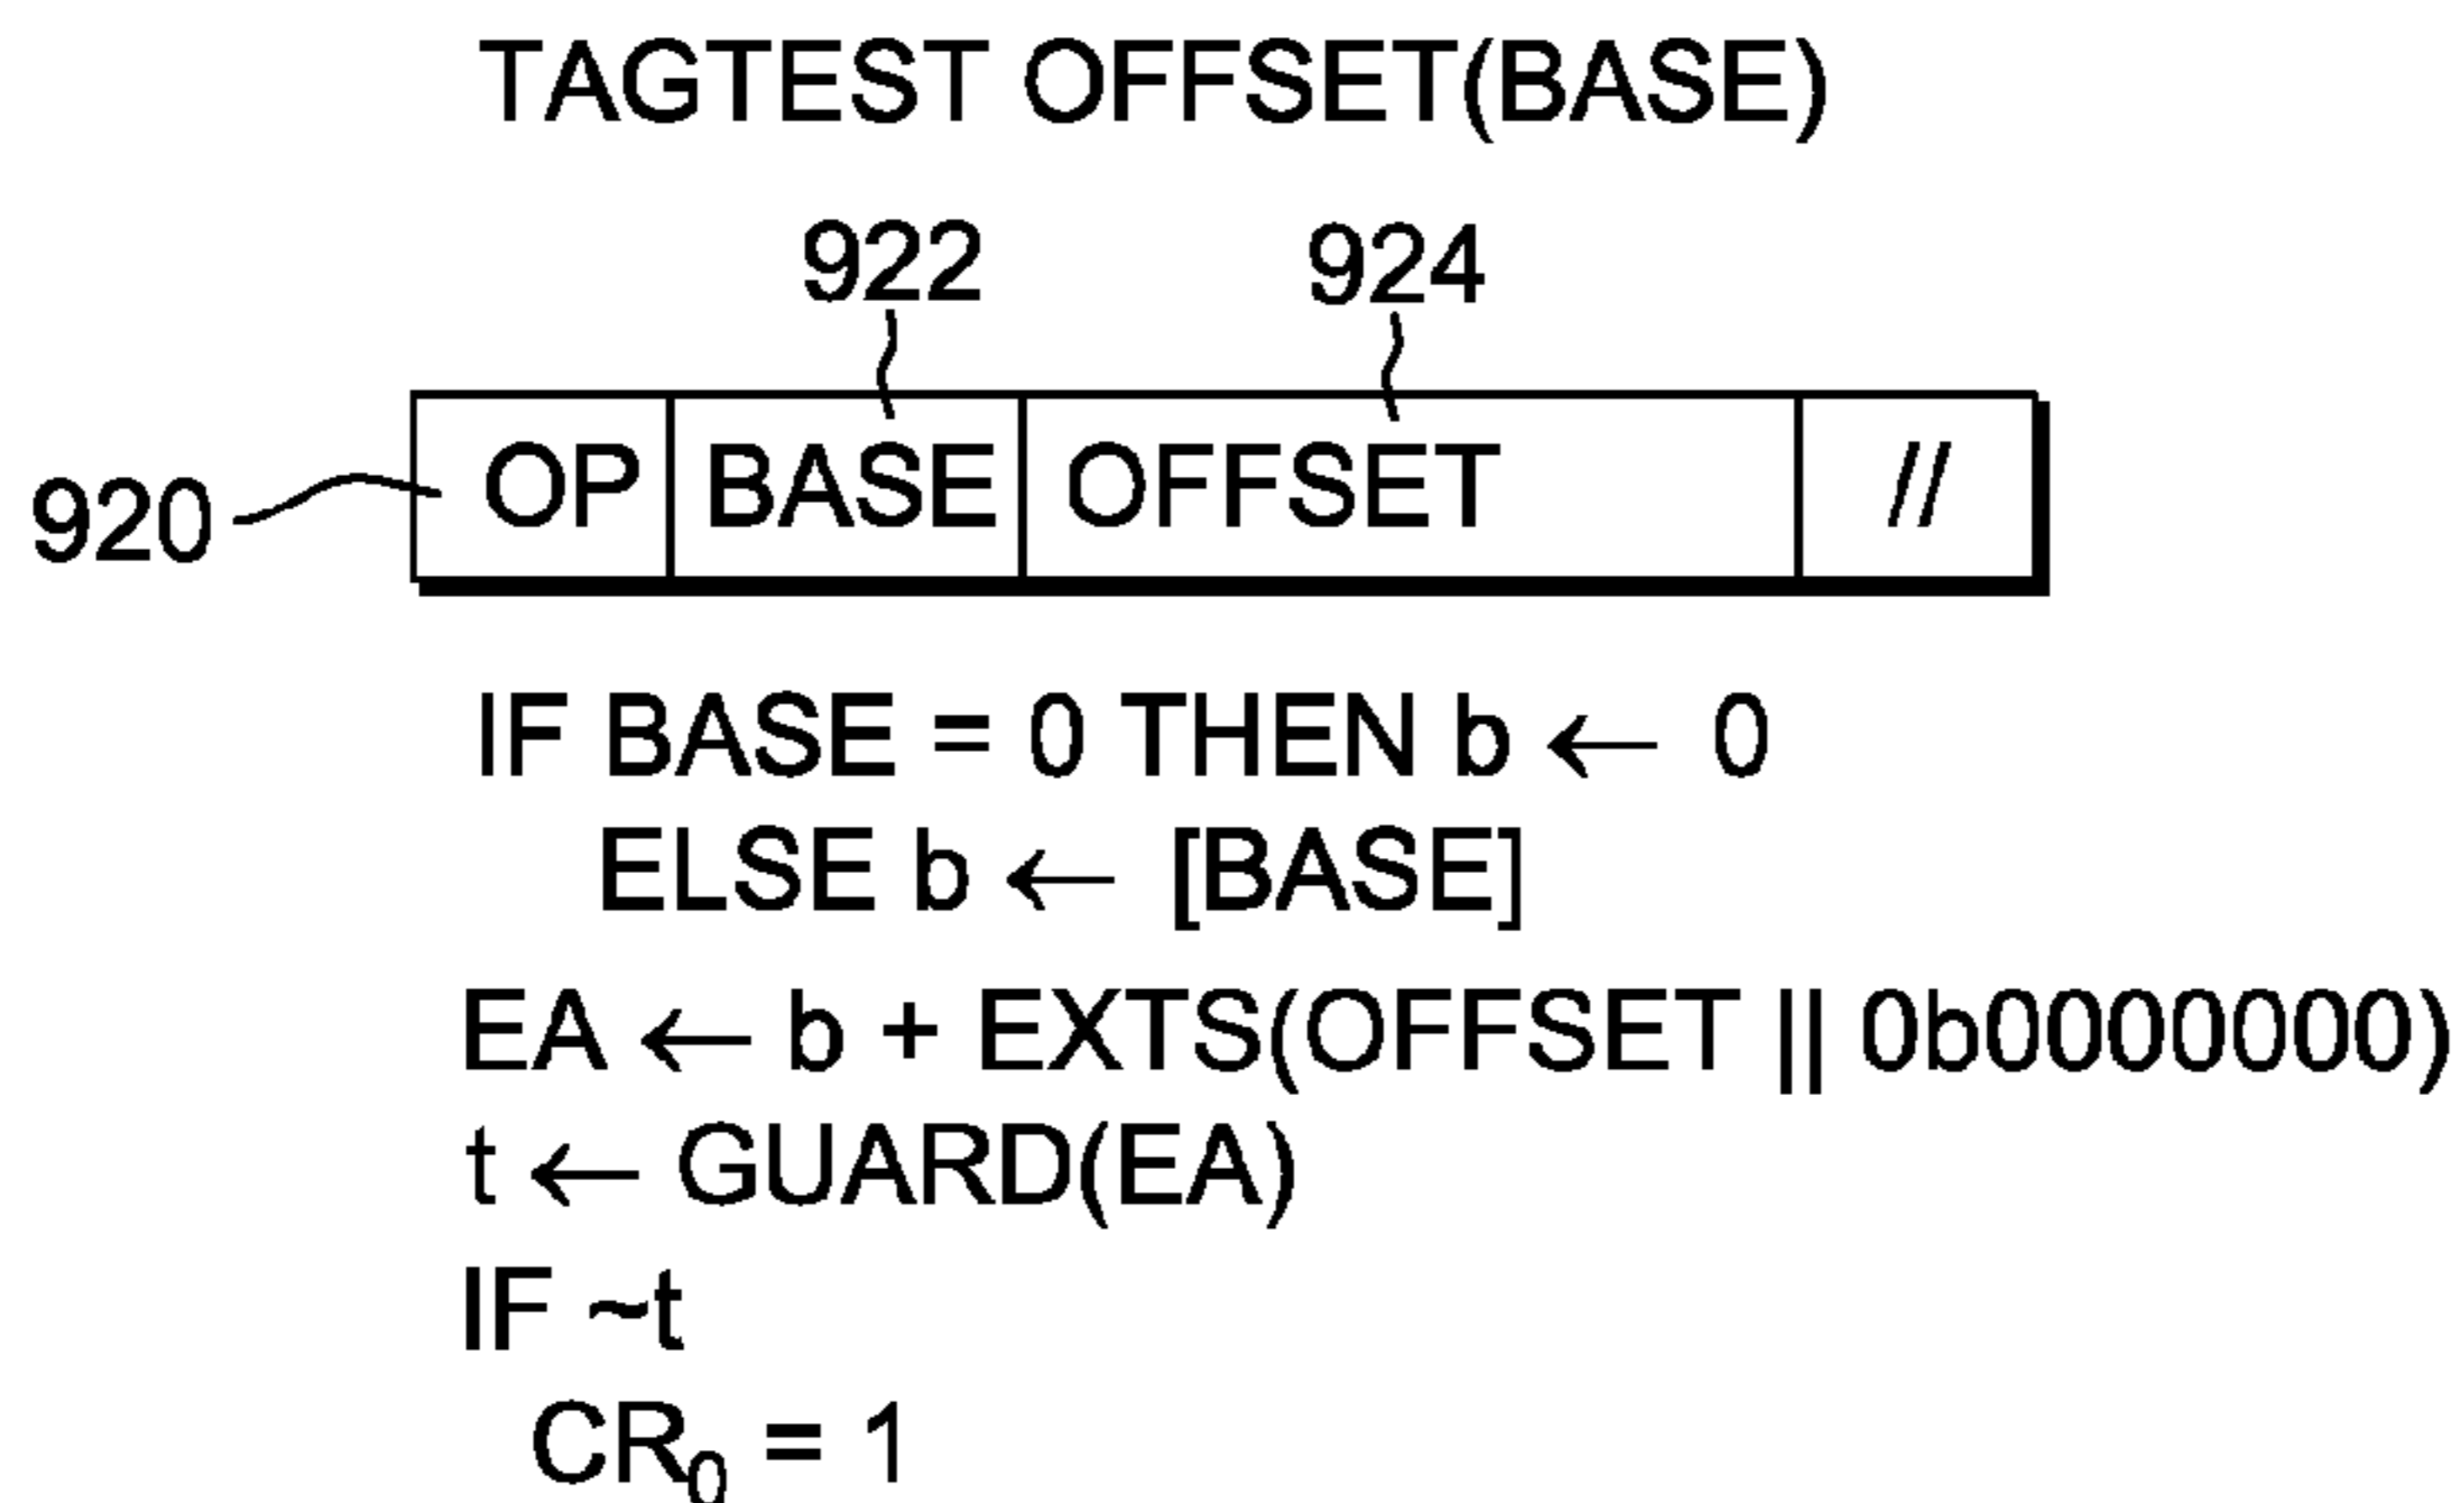 TAGTEST OFFSET(BASE)
922 924
920 OP BASE OFFSET //
IF BASE = 0 THEN b ← 0
ELSE b ← [BASE]
EA ← b + EXTS(OFFSET || 0b0000000)
t ← GUARD(EA)
IF ~t
CR₀ = 1